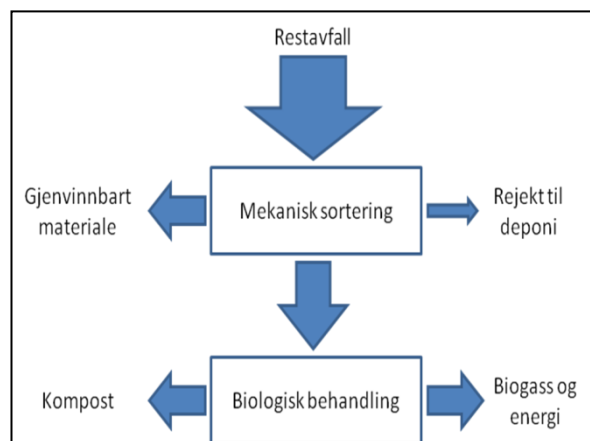 Restavfall
Gjenvinnbart
materiale
Mekanisk sortering
Rejekt til
deponi
Kompost
Biologisk behandling
Biogass og
energi